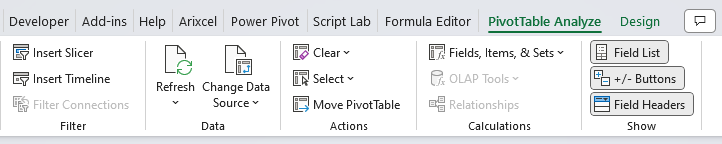 Developer Add-ins Help Arixcel Power Pivot Script Lab Formula Editor PivotTable Analyze Design
Insert Slicer
Insert Timeline
Filter Connections
Filter
Refresh
Change Data
Source
Data
Clear
Select
Move PivotTable
Actions
Fields, Items, & Sets
OLAP Tools
Relationships
Calculations
Field List
+/- Buttons
Field Headers
Show